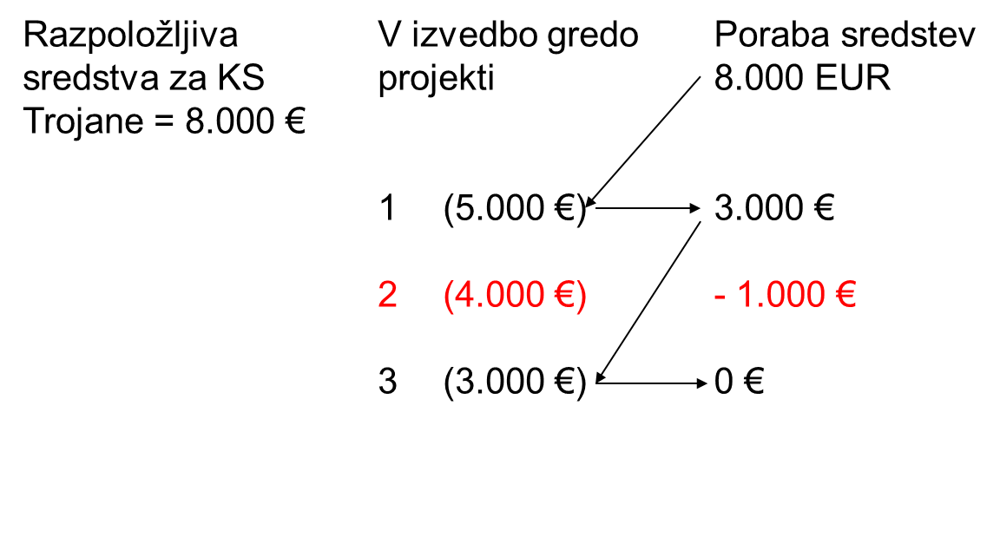 Razpoložljiva
sredstva za KS
Trojane = 8.000 €
V izvedbo gredo
projekti
Poraba sredstev
8.000 EUR
1 (5.000 €) 3.000 €
2 (4.000 €) - 1.000 €
3 (3.000 €) 0 €